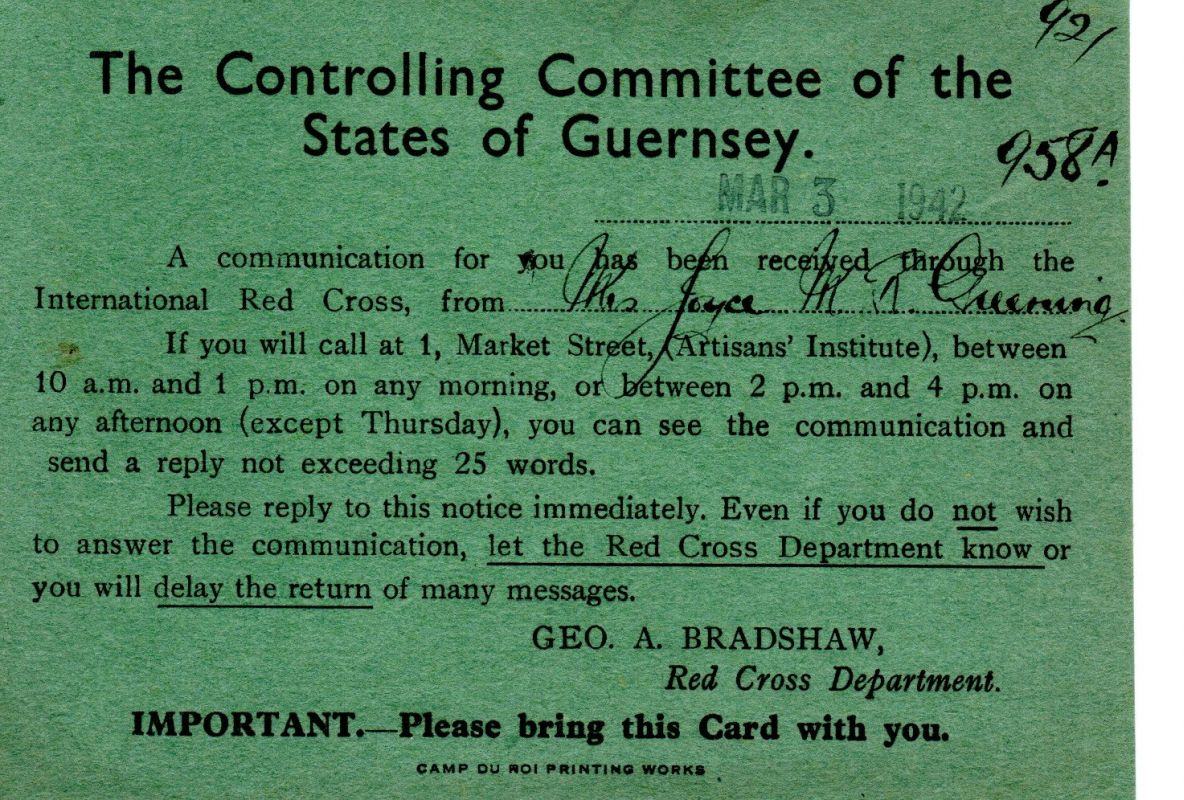 921
The Controlling Committee of the
States of Guernsey.
958A.
MAR 3 1942
A communication for you has been received through the
International Red Cross, from Mrs Joyce M. R.
If you will call at 1, Market Street, (Artisans' Institute), between
10 a.m. and 1 p.m. on any morning, or between 2 p.m. and 4 p.m. on
any afternoon (except Thursday), you can see the communication and
send a reply not exceeding 25 words.
Please reply to this notice immediately. Even if you do not wish
to answer the communication, let the Red Cross Department know or
you will delay the return of many messages.
GEO. A. BRADSHAW,
Red Cross Department.
IMPORTANT.—Please bring this Card with you.
CAMP DU ROI PRINTING WORKS